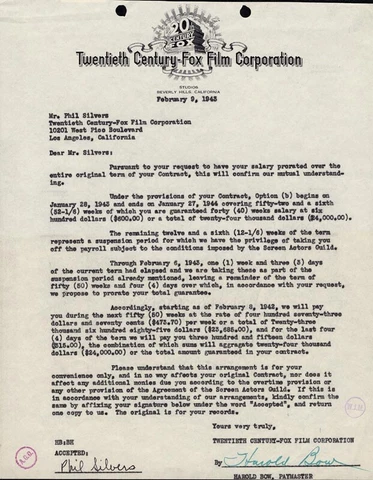 20th
CENTURY
FOX
Twentieth Century-Fox Film Corporation
STUDIOS
BEVERLY HILLS, CALIFORNIA
February 9, 1943
Mr. Phil Silvers
Twentieth Century-Fox Film Corporation
10201 West Pico Boulevard
Los Angeles, California
Dear Mr. Silvers:
Pursuant to your request to have your salary prorated over the
entire original term of your Contract, this will confirm our mutual understand-
ing.
Under the provisions of your Contract, Option (b) begins on
January 28, 1943 and ends on January 27, 1944 covering fifty-two and a sixth
(52-1/6) weeks of which you are guaranteed forty (40) weeks salary at six
hundred dollars ($600.00) or a total of twenty-four thousand dollars ($24,000.00).
The remaining twelve and a sixth (12-1/6) weeks of the term
represent a suspension period for which we have the privilege of taking you
off the payroll subject to the conditions imposed by the Screen Actors Guild.
Through February 6, 1943, one (1) week and three (3) days
of the current term had elapsed and we are taking these as part of the
suspension period already mentioned, leaving a reminder of the term of
fifty (50) weeks and four (4) days over which, in accordance with your request,
we propose to prorate your total guarantee.
Accordingly, starting as of February 8, 1942, we will pay
you during the next fifty (50) weeks at the rate of four hundred seventy-three
dollars and seventy cents ($473.70) per week or a total of Twenty-three
thousand six hundred eighty-five dollars ($23,685.00), and for the last four
(4) days of the term we will pay you three hundred and fifteen dollars
($315.00), the combination of which sums will aggregate twenty-four thousand
dollars ($24,000.00) or the total amount guaranteed in your contract.
Please understand that this arrangement is for your
convenience only, and in no way affects your original Contract, nor does it
affect any additional monies due you according to the overtime provision or
any other provision of the Agreement of the Screen Actors Guild. If this is
in accordance with your understanding of our arrangements, kindly confirm the
same by affixing your signature below under the word "Accepted", and return
one copy to us. The original is for your records.
Yours very truly,
HB:BE
TWENTIETH CENTURY-FOX FILM CORPORATION
ACCEPTED:
Phil Silvers
By Harold Bow
HAROLD BOW, PAYMASTER